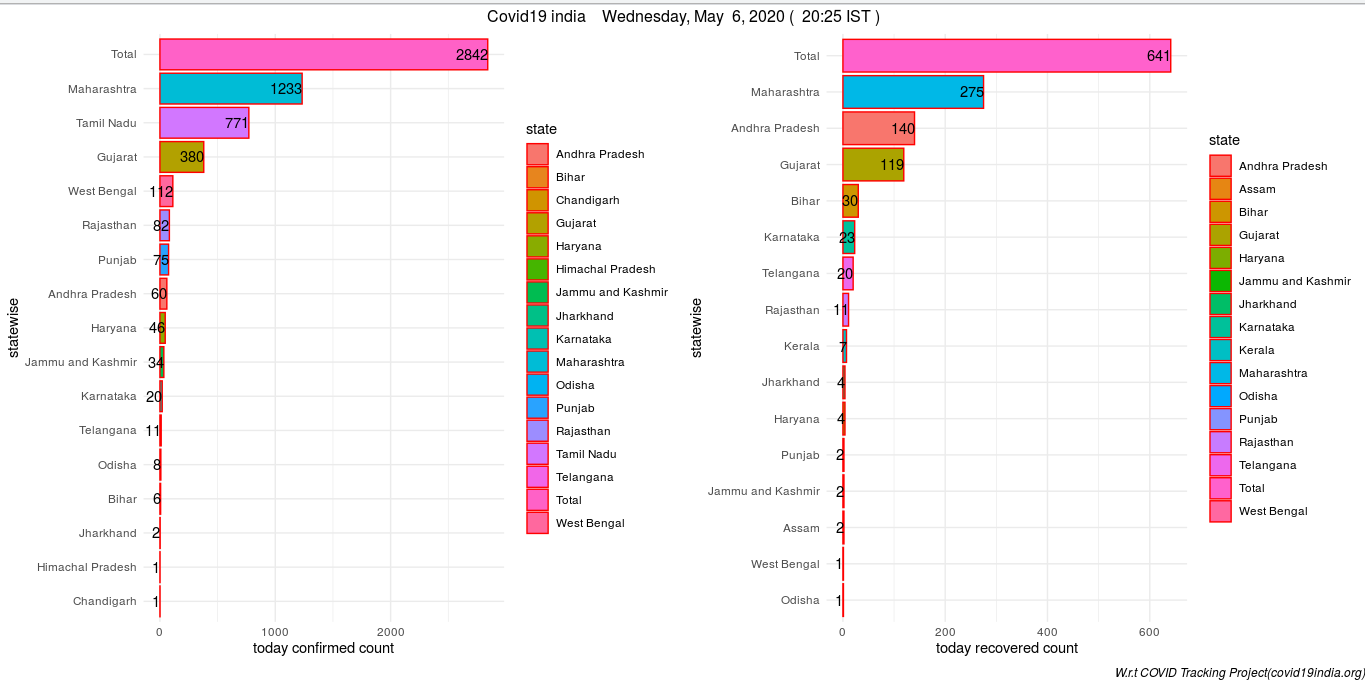 Covid19 india    Wednesday, May  6, 2020 (  20:25 IST )
statewise
Total 2842
Maharashtra 1233
Tamil Nadu 771
Gujarat 380
West Bengal 112
Rajasthan 82
Punjab 75
Andhra Pradesh 60
Haryana 46
Jammu and Kashmir 34
Karnataka 20
Telangana 11
Odisha 8
Bihar 6
Jharkhand 2
Himachal Pradesh 1
Chandigarh 1
0 1000 2000
today confirmed count
state
Andhra Pradesh
Bihar
Chandigarh
Gujarat
Haryana
Himachal Pradesh
Jammu and Kashmir
Jharkhand
Karnataka
Maharashtra
Odisha
Punjab
Rajasthan
Tamil Nadu
Telangana
Total
West Bengal
statewise
Total 641
Maharashtra 275
Andhra Pradesh 140
Gujarat 119
Bihar 30
Karnataka 23
Telangana 20
Rajasthan 11
Kerala 7
Jharkhand 4
Haryana 4
Punjab 2
Jammu and Kashmir 2
Assam 2
West Bengal 1
Odisha 1
0 200 400 600
today recovered count
state
Andhra Pradesh
Assam
Bihar
Gujarat
Haryana
Jammu and Kashmir
Jharkhand
Karnataka
Kerala
Maharashtra
Odisha
Punjab
Rajasthan
Telangana
Total
West Bengal
W.r.t COVID Tracking Project(covid19india.org)